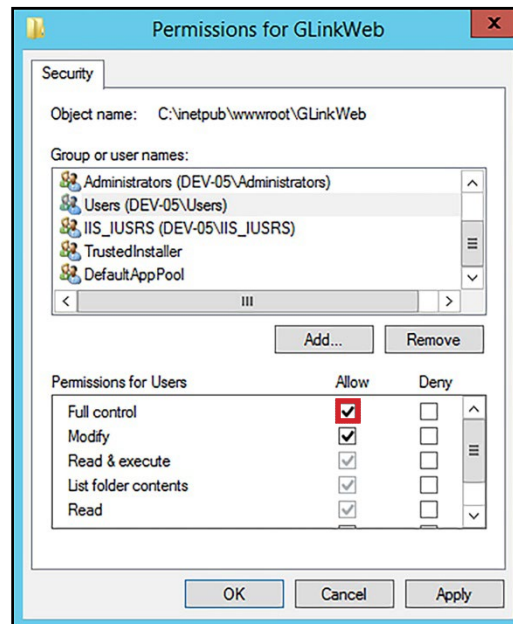 Permissions for GLinkWeb
x
Security
Object name: C:\inetpub\wwwroot\GLinkWeb
Group or user names:
Administrators (DEV-05\Administrators)
Users (DEV-05\Users)
IIS_IUSRS (DEV-05\IIS_IUSRS)
TrustedInstaller
DefaultAppPool
Add... Remove
Permissions for Users Allow Deny
Full control
Modify
Read & execute
List folder contents
Read
OK Cancel Apply